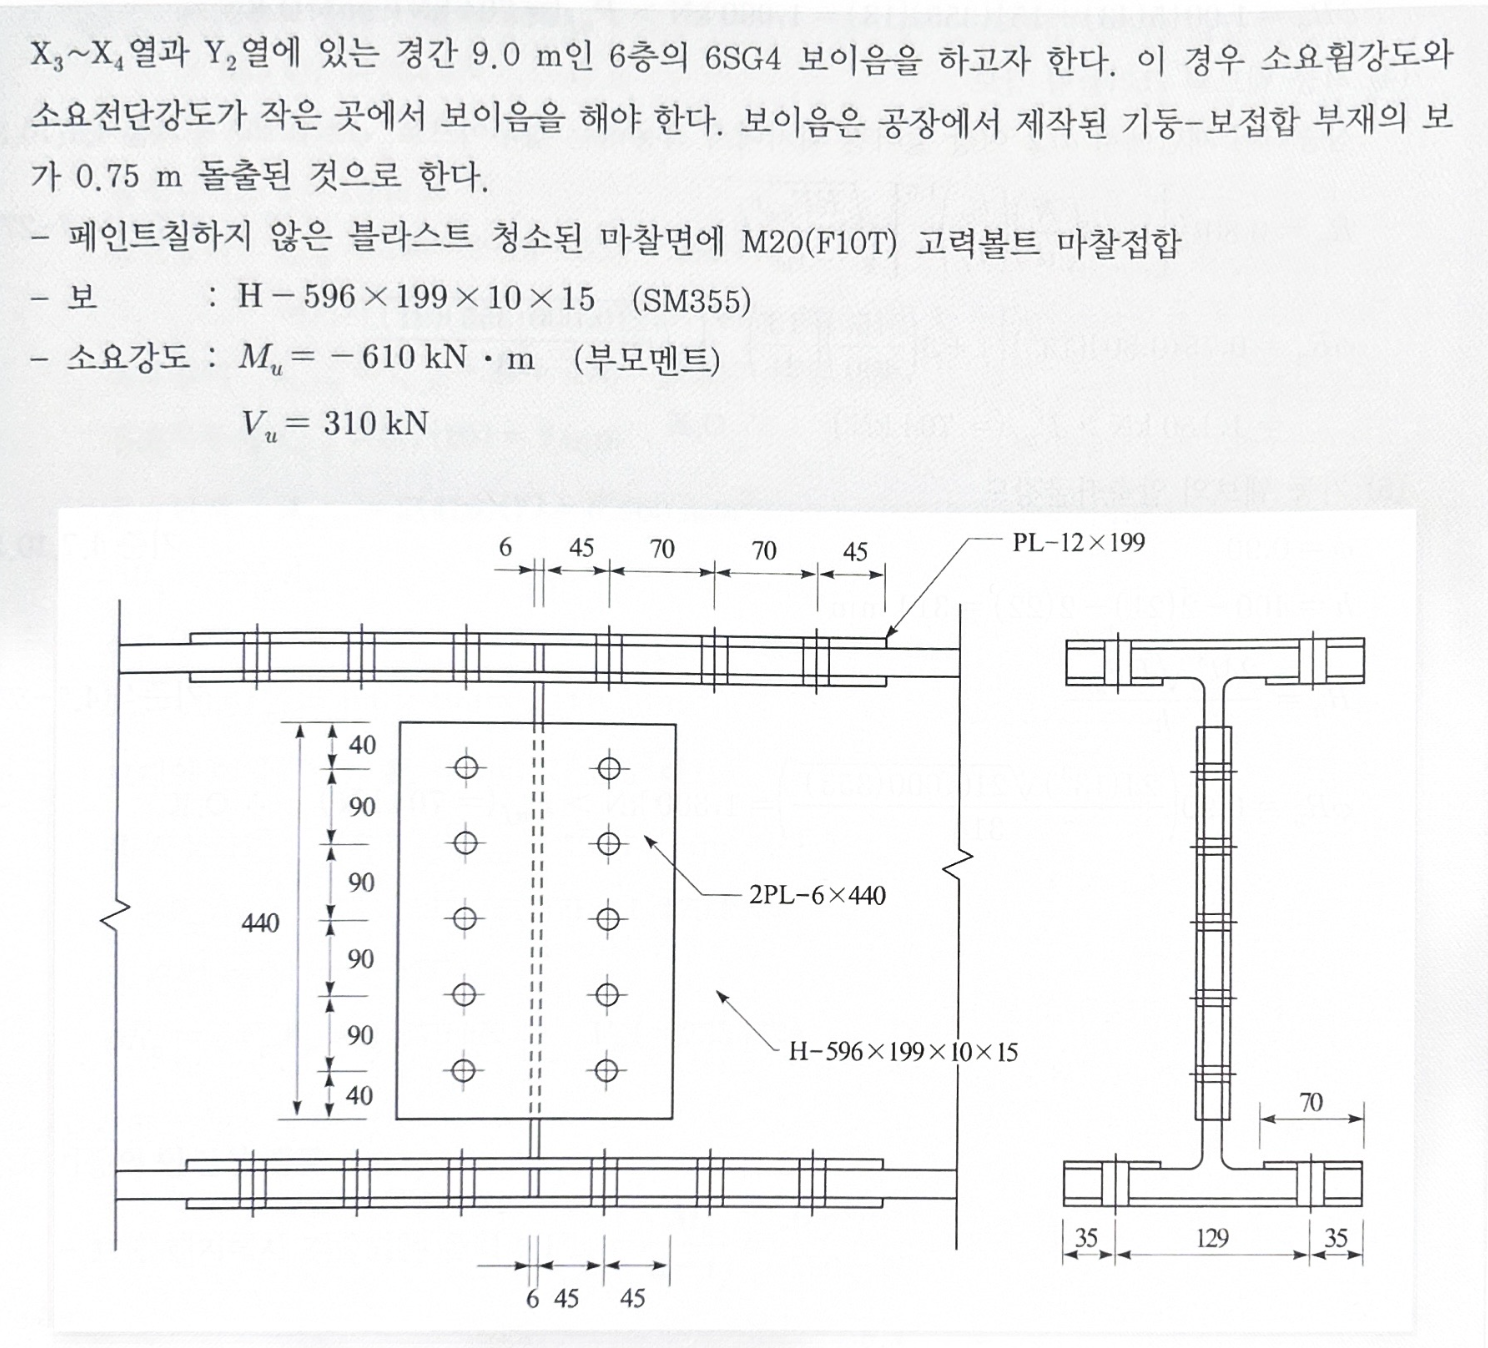 X₃~X₄열과 Y₂열에 있는 경간 9.0 m인 6층의 6SG4 보이음을 하고자 한다. 이 경우 소요휨강도와
소요전단강도가 작은 곳에서 보이음을 해야 한다. 보이음은 공장에서 제작된 기둥-보접합 부재의 보
가 0.75 m 돌출된 것으로 한다.
- 페인트칠하지 않은 블라스트 청소된 마찰면에 M20(F10T) 고력볼트 마찰접합
- 보 : H-596×199×10×15 (SM355)
- 소요강도 : Mᵤ = -610 kN·m (부모멘트)
Vᵤ = 310 kN
6 45 70 70 45
PL-12×199
40
90
90
440
90
90
40
2PL-6×440
H-596×199×10×15
70
35 129 35
6 45 45